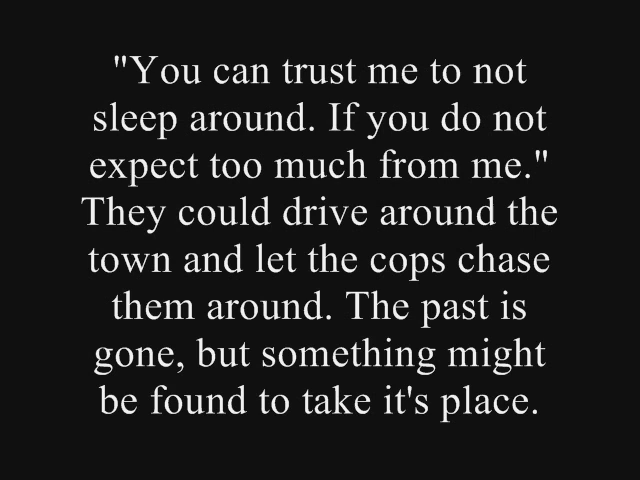 "You can trust me to not
sleep around. If you do not
expect too much from me."
They could drive around the
town and let the cops chase
them around. The past is
gone, but something might
be found to take it's place.